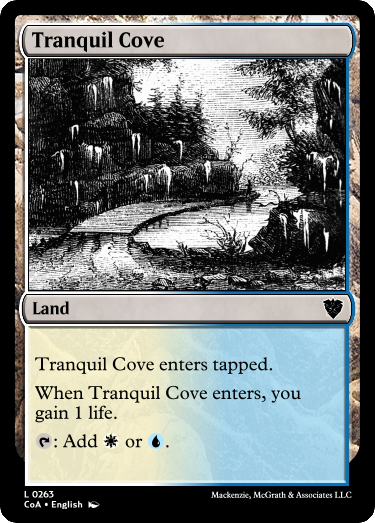 Tranquil Cove
Land
Tranquil Cove enters tapped.
When Tranquil Cove enters, you
gain 1 life.
: Add or .
L 0263
CoA • English
Mackenzie, McGrath & Associates LLC